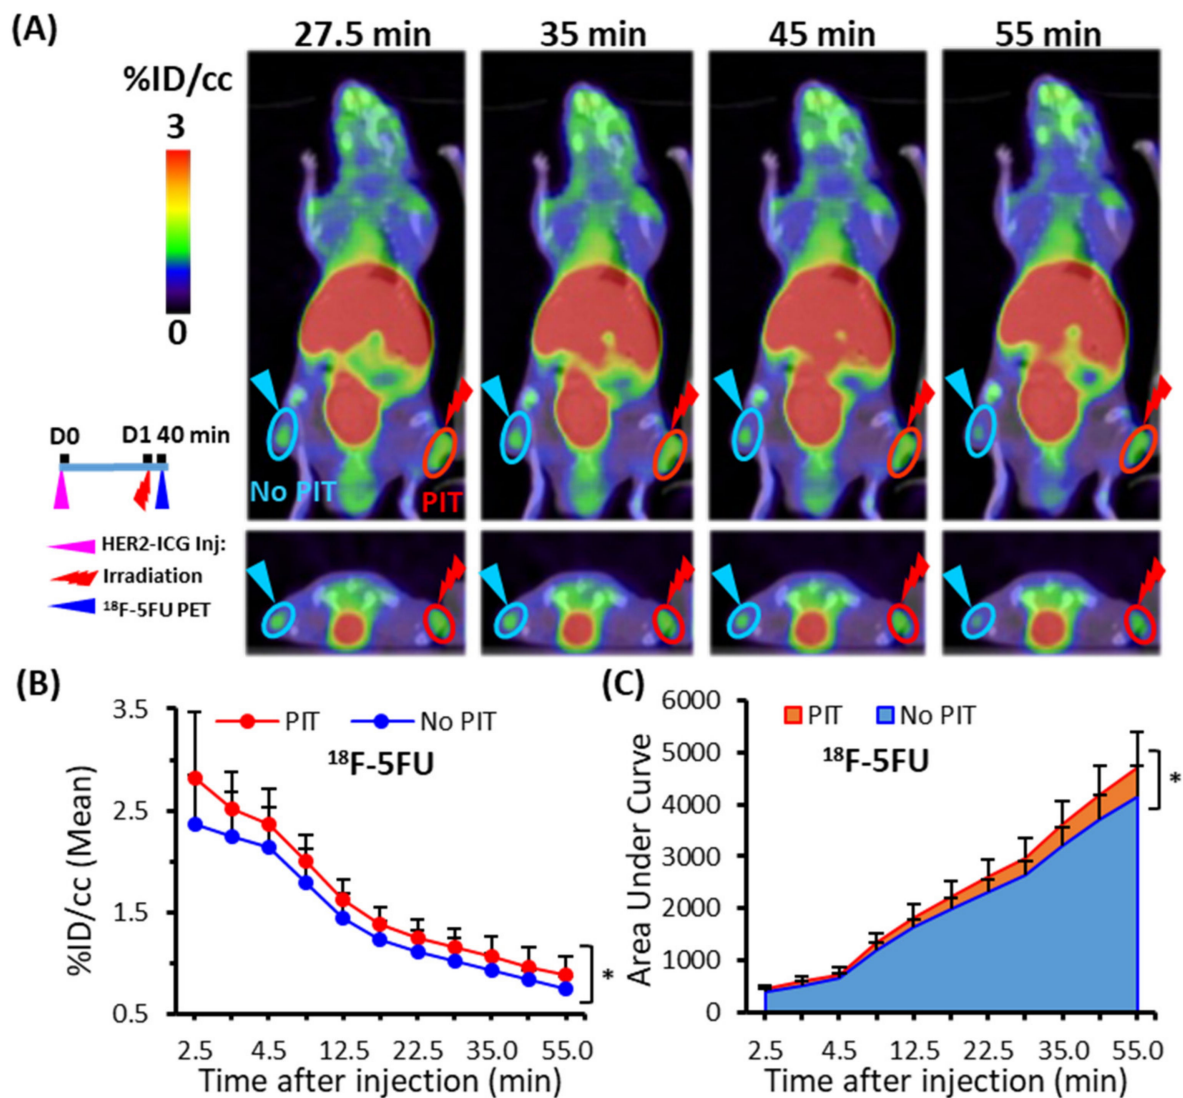 (A)
27.5 min 35 min 45 min 55 min
%ID/cc
3
0
D0 D1 40 min
No PIT PIT
HER2-ICG Inj:
Irradiation
¹⁸F-5FU PET
(B)
%ID/cc (Mean)
3.5
2.5
1.5
0.5
PIT No PIT
¹⁸F-5FU
*
2.5 4.5 12.5 22.5 35.0 55.0
Time after injection (min)
(C)
Area Under Curve
6000
5000
4000
3000
2000
1000
0
PIT No PIT
¹⁸F-5FU
*
2.5 4.5 12.5 22.5 35.0 55.0
Time after injection (min)